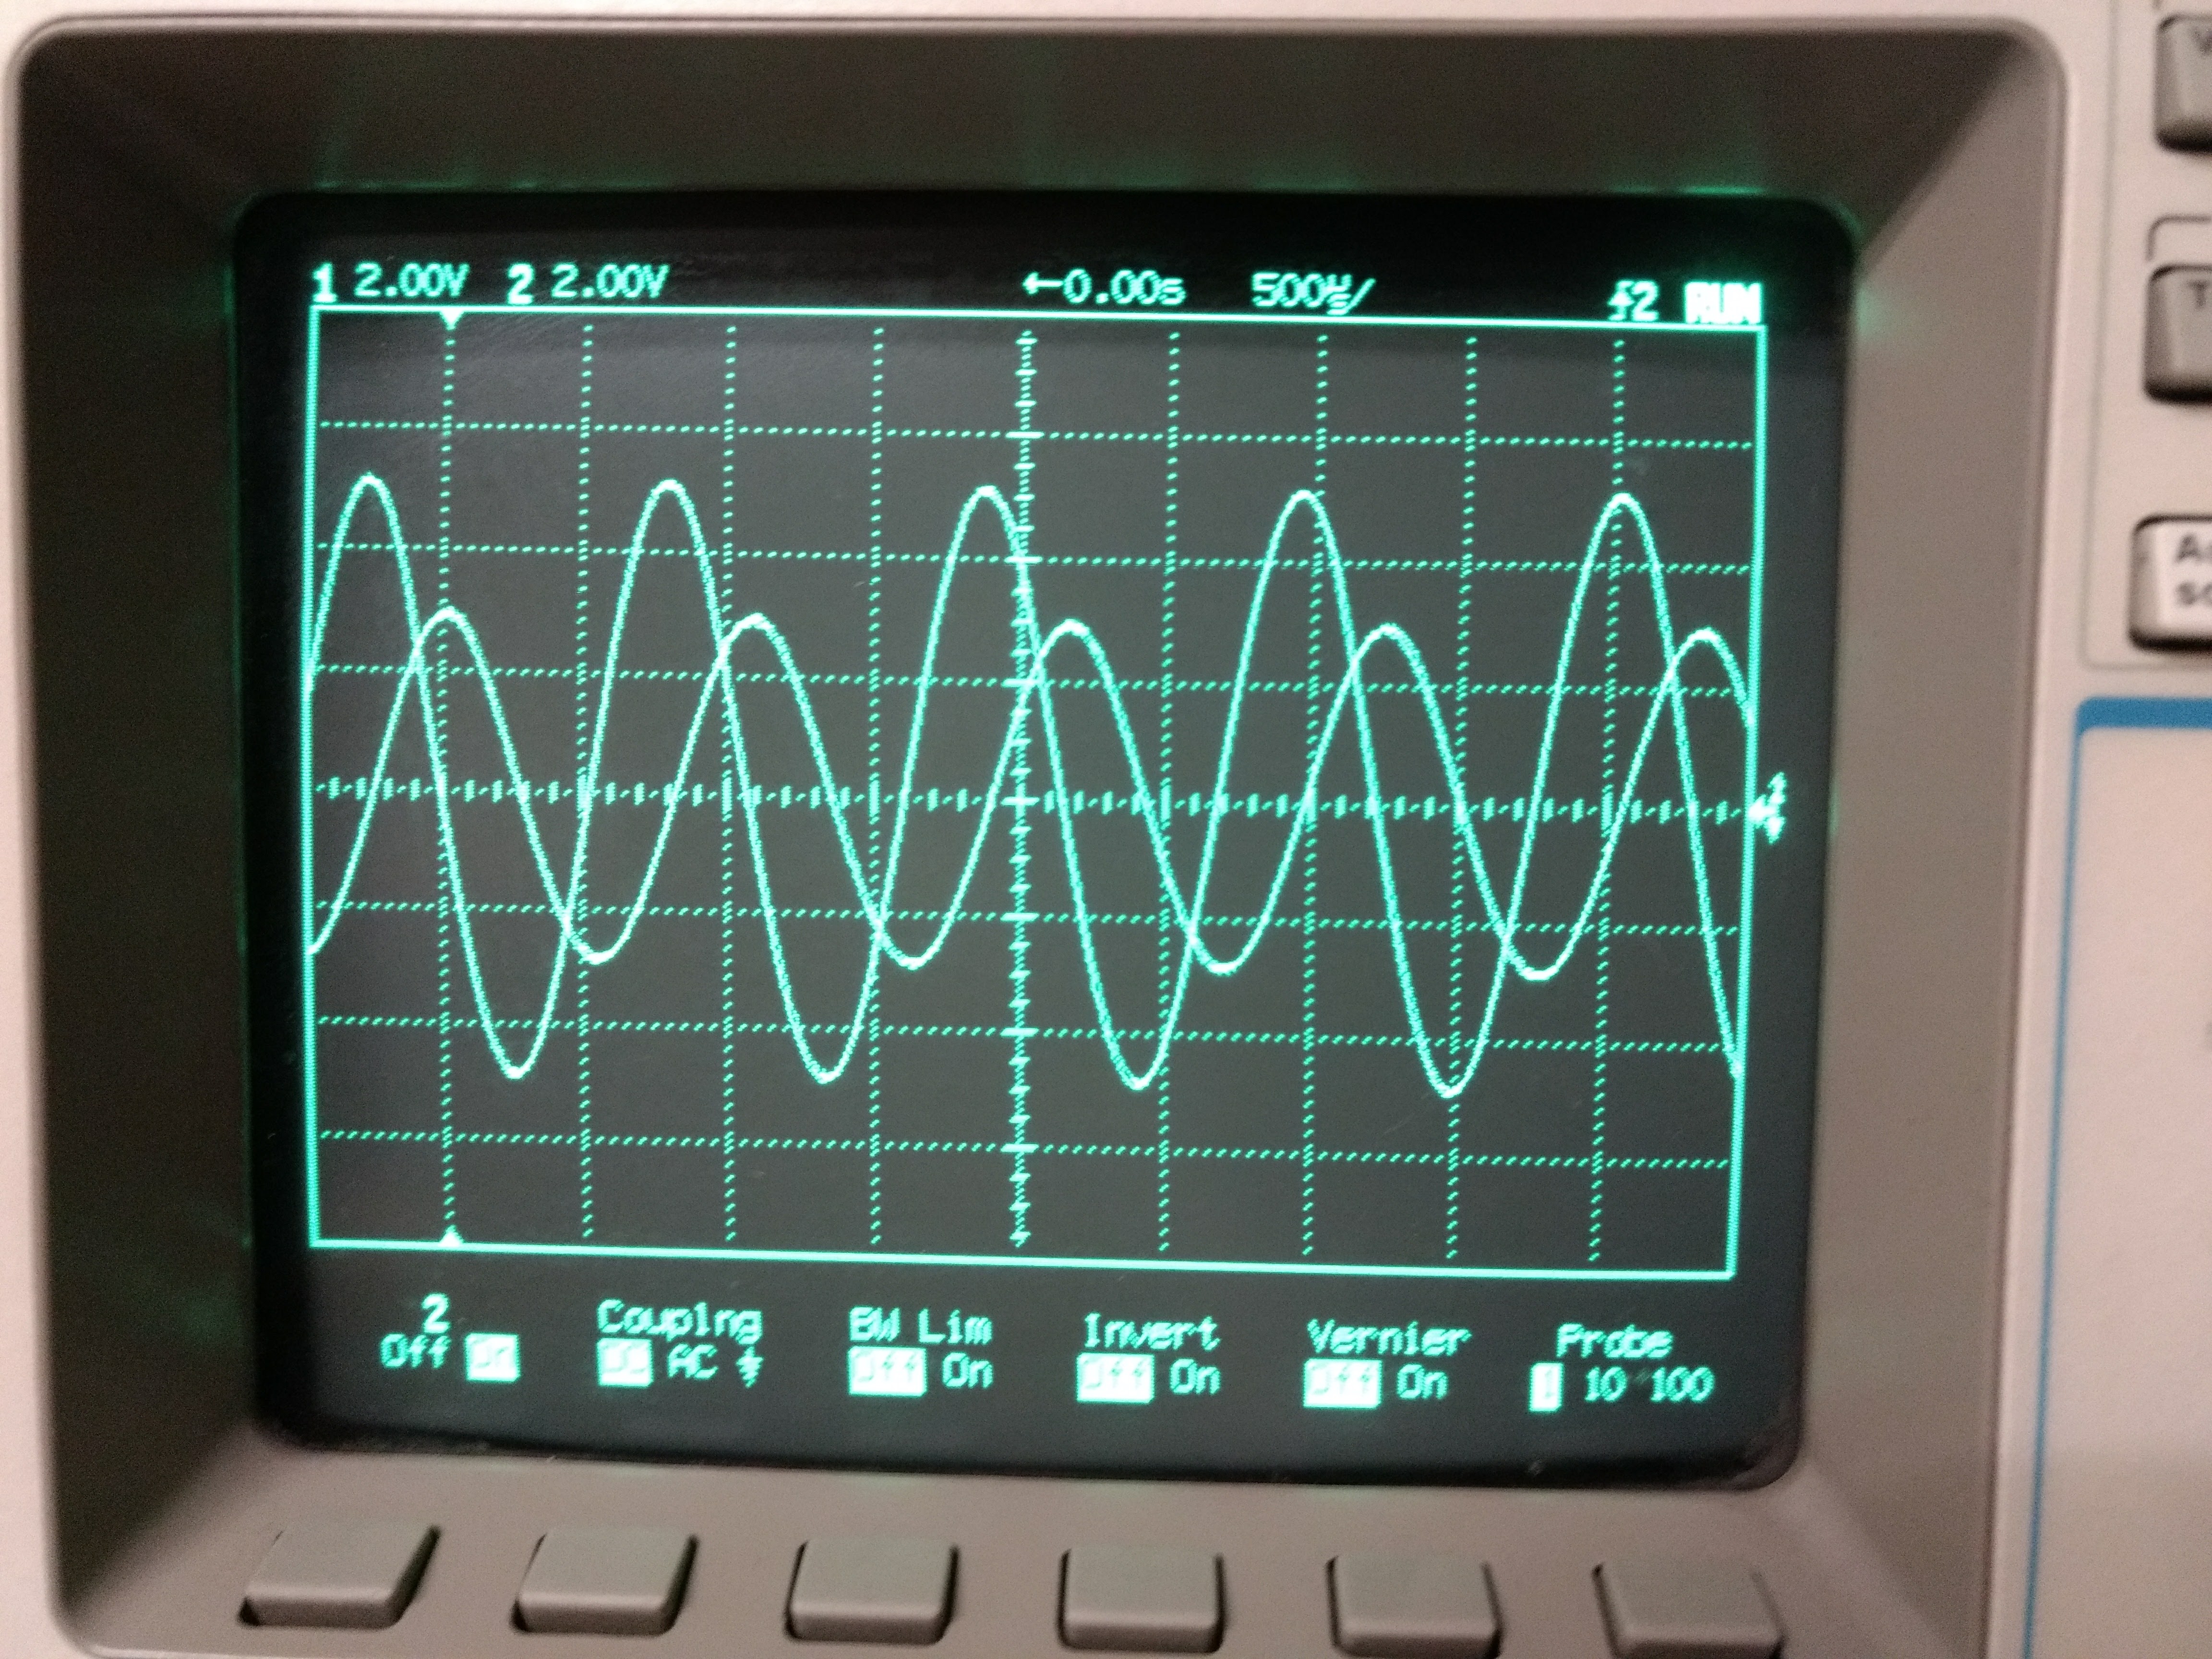 1 2.00V 2 2.00V ←0.00s 500µs/ 2 RUN
2 Coupling BW Lim Invert Vernier Probe
Off On DC AC Off On Off On Off On 1 10 100